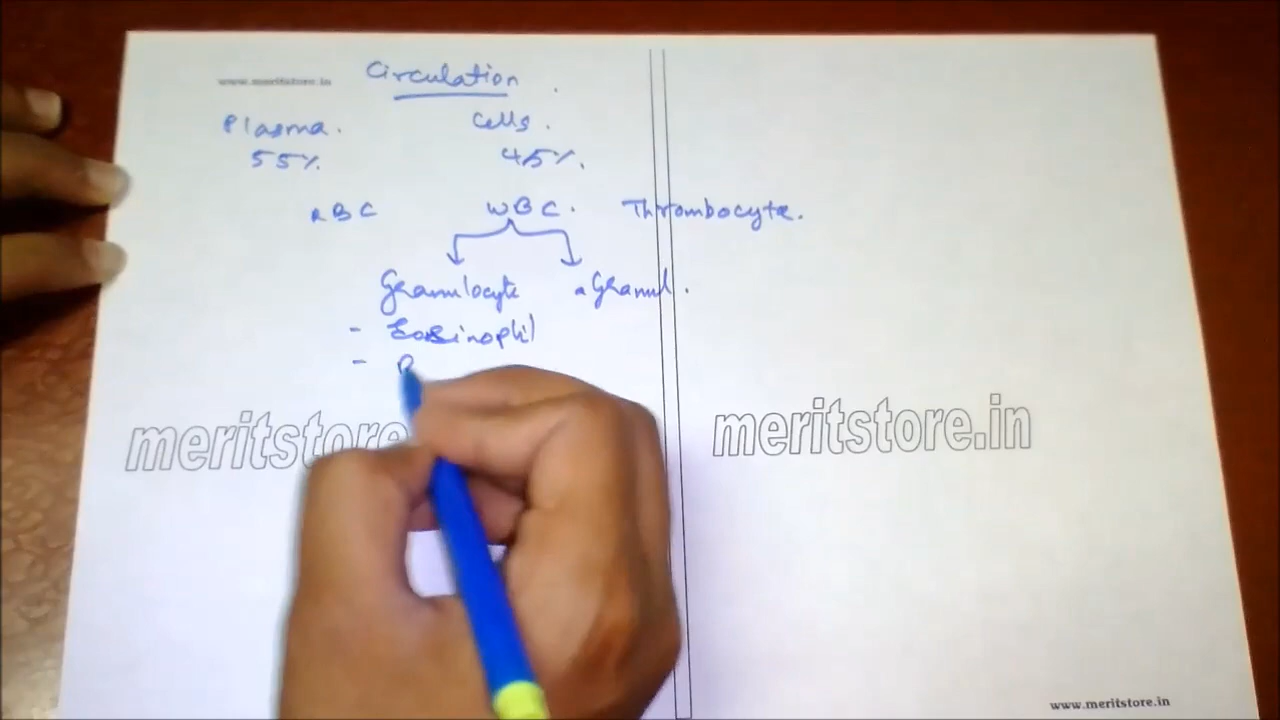 www.meritstore.in Circulation
Plasma. Cells.
55% 45%.
RBC WBC. Thrombocyte.
Granulocyte aGranul.
- Eosinophil
- B
meritstore
meritstore.in
www.meritstore.in